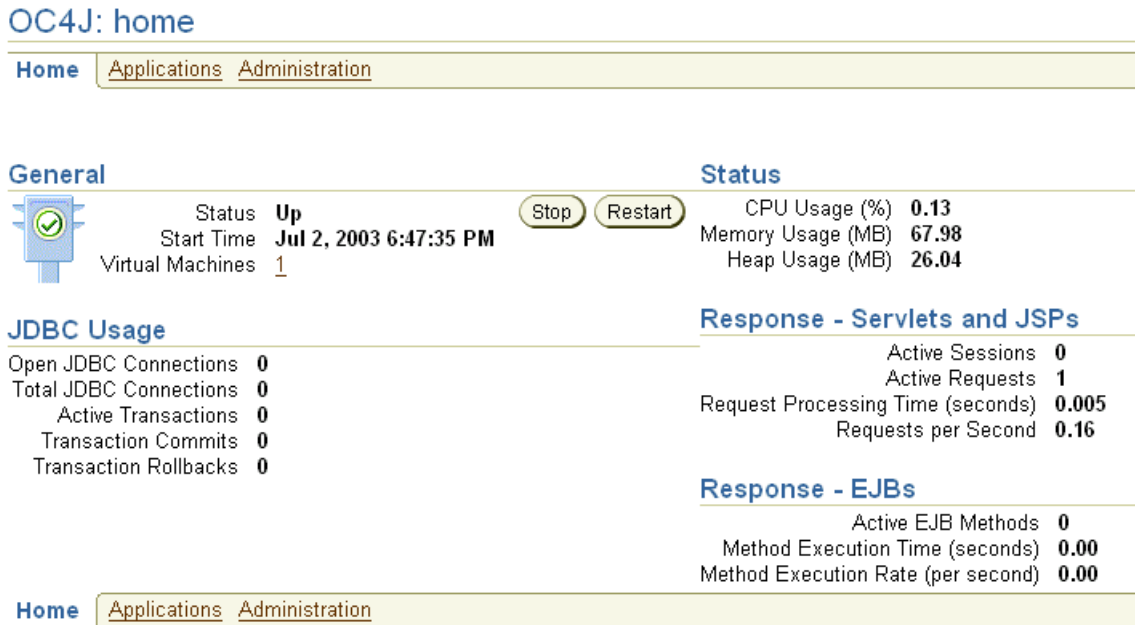 OC4J: home
Home Applications Administration
General
Status Up
Stop Restart
Start Time Jul 2, 2003 6:47:35 PM
Virtual Machines 1
Status
CPU Usage (%) 0.13
Memory Usage (MB) 67.98
Heap Usage (MB) 26.04
JDBC Usage
Open JDBC Connections 0
Total JDBC Connections 0
Active Transactions 0
Transaction Commits 0
Transaction Rollbacks 0
Response - Servlets and JSPs
Active Sessions 0
Active Requests 1
Request Processing Time (seconds) 0.005
Requests per Second 0.16
Response - EJBs
Active EJB Methods 0
Method Execution Time (seconds) 0.00
Method Execution Rate (per second) 0.00
Home Applications Administration